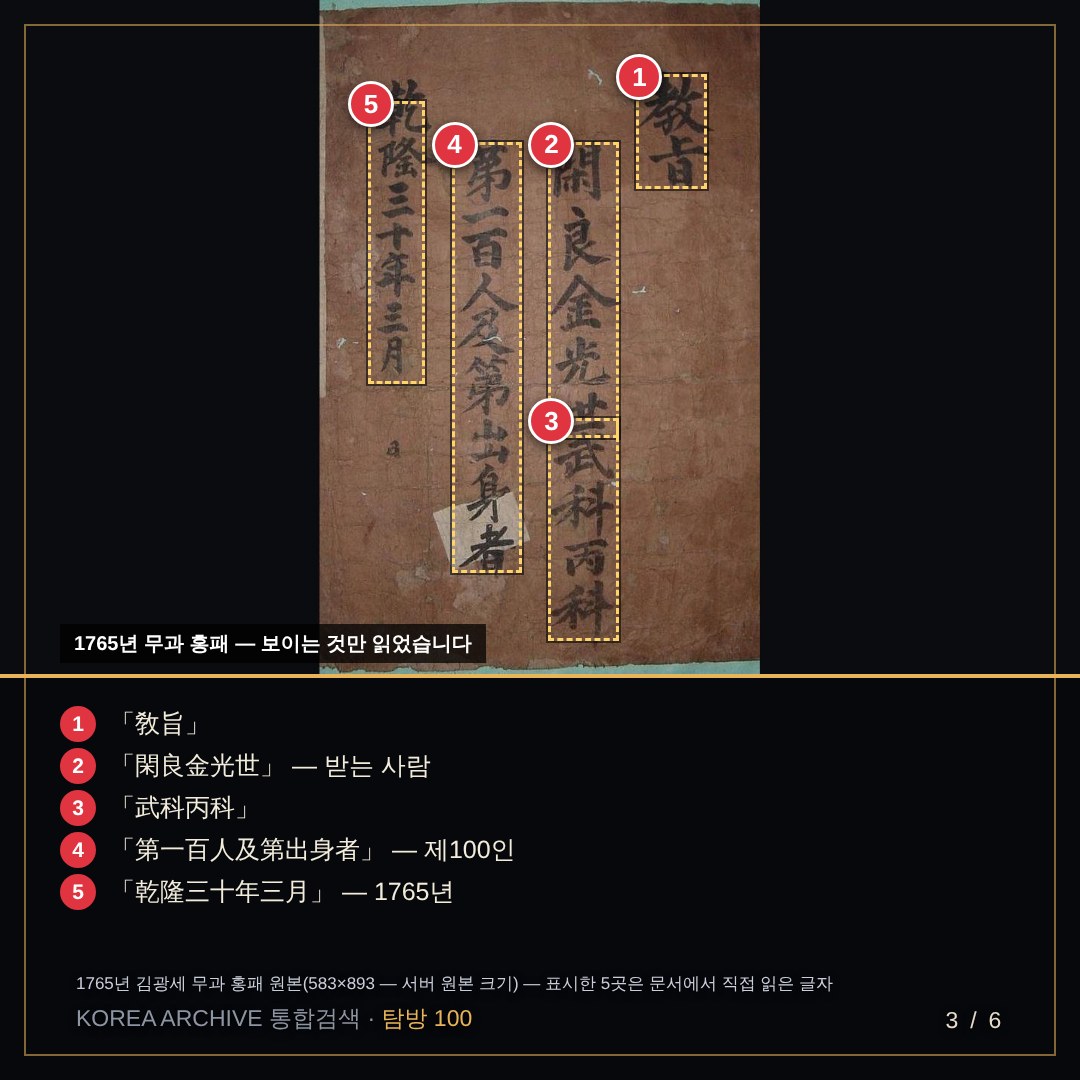 教旨
閑良金光世武科丙科
第一百人及第出身者
乾隆三十年三月
1
2
3
4
5
1765년 무과 홍패 — 보이는 것만 읽었습니다
1 「敎旨」
2 「閑良金光世」 — 받는 사람
3 「武科丙科」
4 「第一百人及第出身者」 — 제100인
5 「乾隆三十年三月」 — 1765년
1765년 김광세 무과 홍패 원본(583×893 — 서버 원본 크기) — 표시한 5곳은 문서에서 직접 읽은 글자
KOREA ARCHIVE 통합검색 · 탐방 100
3 / 6